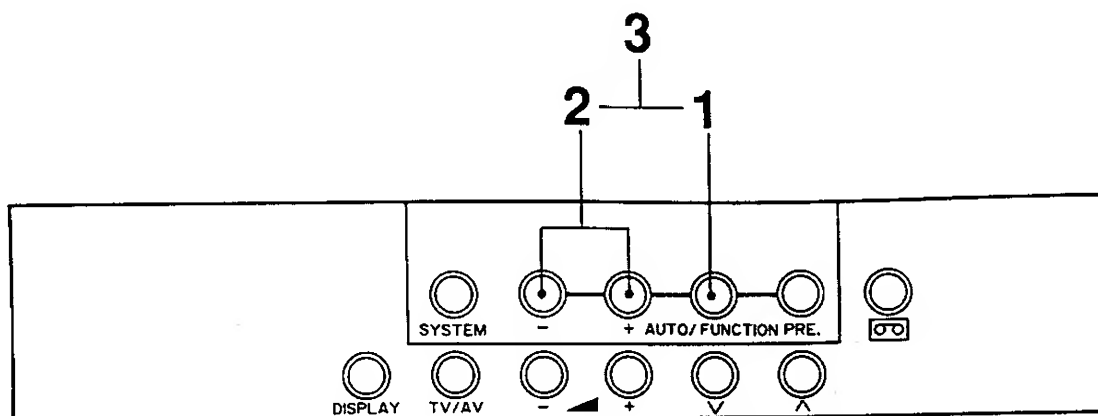 3
2 1
SYSTEM - + AUTO/FUNCTION PRE.
DISPLAY TV/AV - +